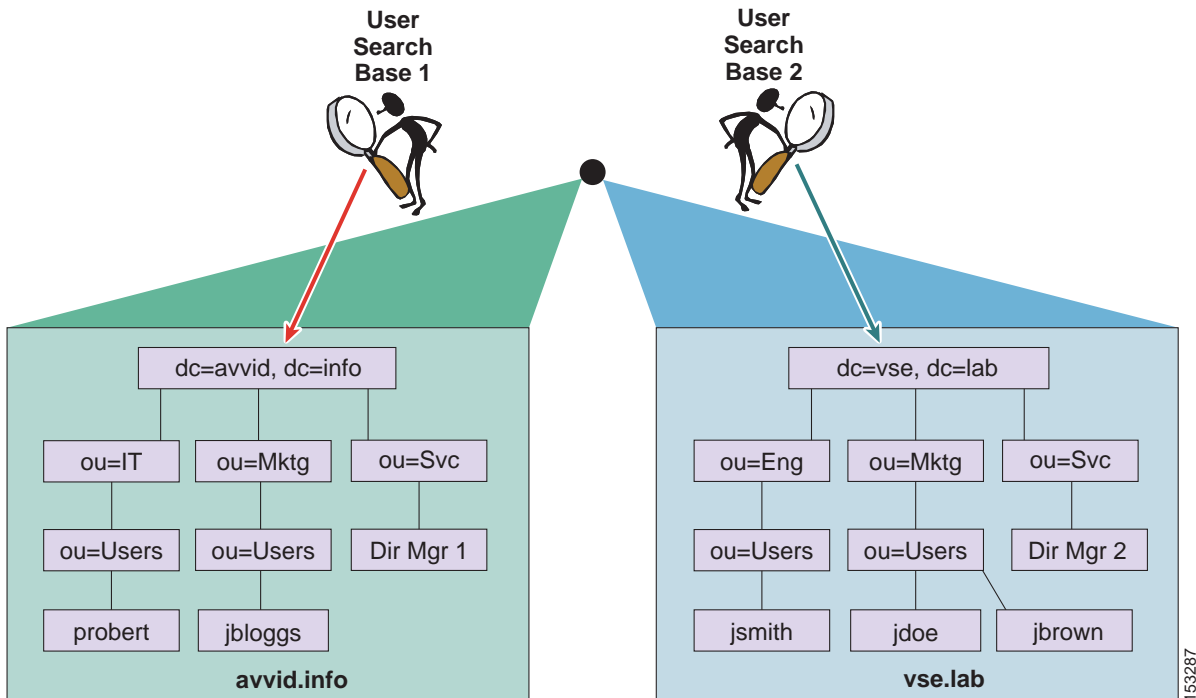 User
Search
Base 1
User
Search
Base 2
dc=avvid, dc=info
ou=IT
ou=Mktg
ou=Svc
ou=Users
ou=Users
Dir Mgr 1
probert
jbloggs
avvid.info
dc=vse, dc=lab
ou=Eng
ou=Mktg
ou=Svc
ou=Users
ou=Users
Dir Mgr 2
jsmith
jdoe
jbrown
vse.lab
153287